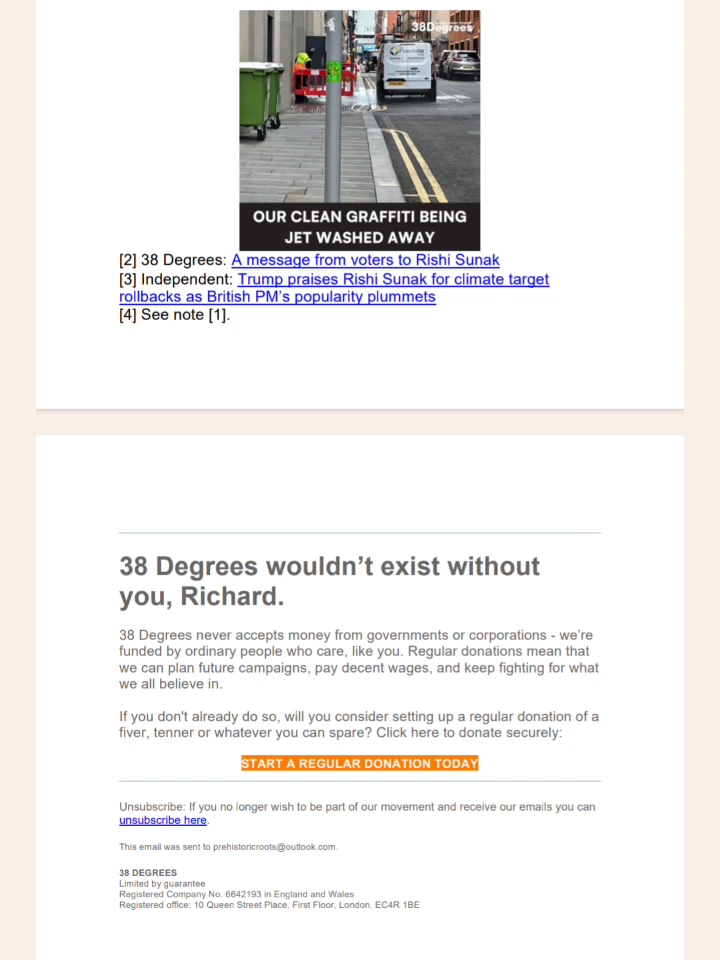 38Degrees
OUR CLEAN GRAFFITI BEING
JET WASHED AWAY
[2] 38 Degrees: A message from voters to Rishi Sunak
[3] Independent: Trump praises Rishi Sunak for climate target
rollbacks as British PM's popularity plummets
[4] See note [1].
38 Degrees wouldn’t exist without
you, Richard.
38 Degrees never accepts money from governments or corporations - we’re
funded by ordinary people who care, like you. Regular donations mean that
we can plan future campaigns, pay decent wages, and keep fighting for what
we all believe in.
If you don't already do so, will you consider setting up a regular donation of a
fiver, tenner or whatever you can spare? Click here to donate securely:
START A REGULAR DONATION TODAY
Unsubscribe: If you no longer wish to be part of our movement and receive our emails you can
unsubscribe here.
This email was sent to prehistoricroots@outlook.com.
38 DEGREES
Limited by guarantee
Registered Company No. 6642193 in England and Wales
Registered office: 10 Queen Street Place, First Floor, London, EC4R 1BE